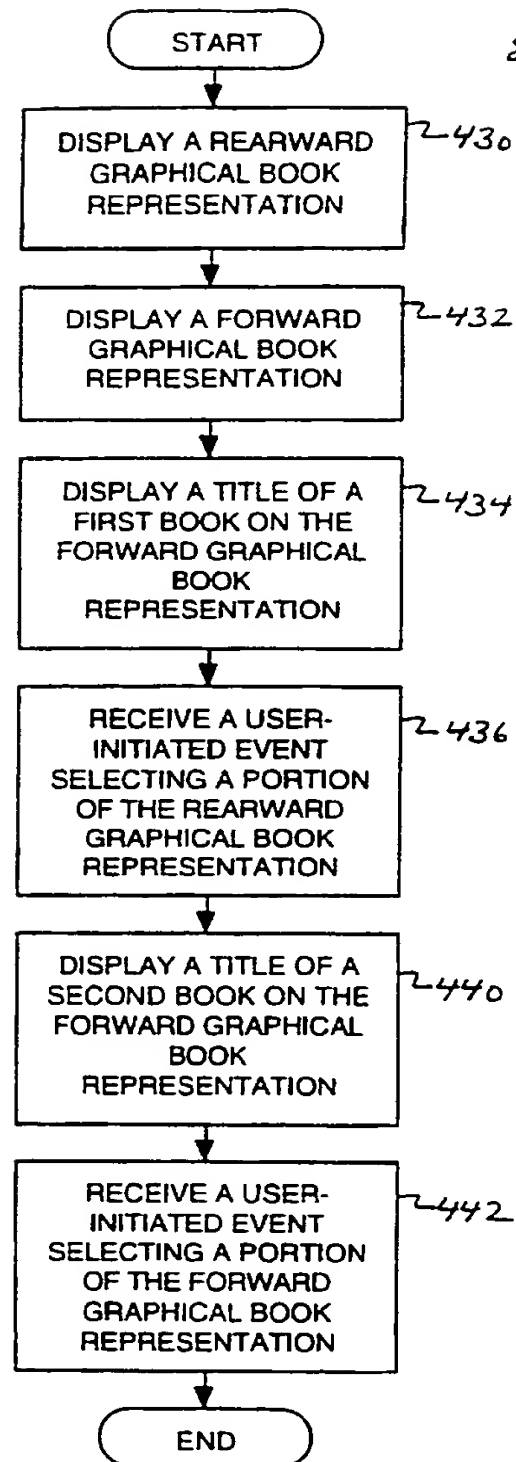 START
DISPLAY A REARWARD
GRAPHICAL BOOK
REPRESENTATION
430
DISPLAY A FORWARD
GRAPHICAL BOOK
REPRESENTATION
432
DISPLAY A TITLE OF A
FIRST BOOK ON THE
FORWARD GRAPHICAL
BOOK
REPRESENTATION
434
RECEIVE A USER-
INITIATED EVENT
SELECTING A PORTION
OF THE REARWARD
GRAPHICAL BOOK
REPRESENTATION
436
DISPLAY A TITLE OF A
SECOND BOOK ON THE
FORWARD GRAPHICAL
BOOK
REPRESENTATION
440
RECEIVE A USER-
INITIATED EVENT
SELECTING A PORTION
OF THE FORWARD
GRAPHICAL BOOK
REPRESENTATION
442
END